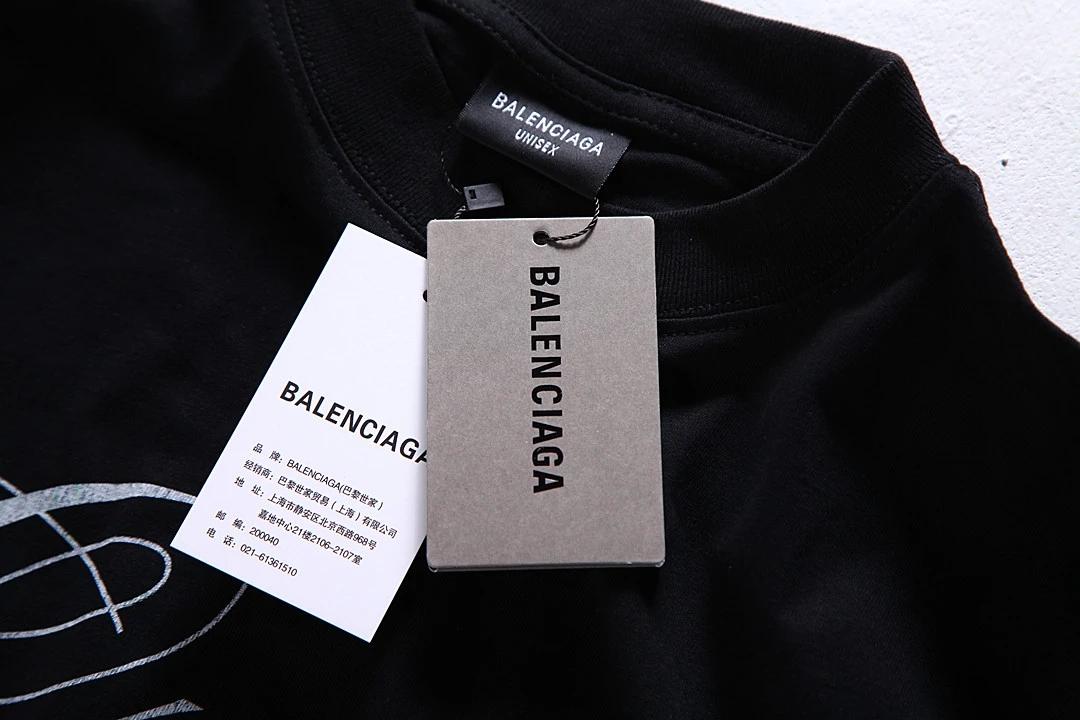 BALENCIAGA
UNISEX
BALENCIAGA
BALENCIAGA
品 牌：BALENCIAGA(巴黎世家）
经销商：巴黎世家贸易（上海）有限公司
地 址：上海市静安区北京西路968号
嘉地中心21楼2106-2107室
邮 编：200040
电 话：021-61361510